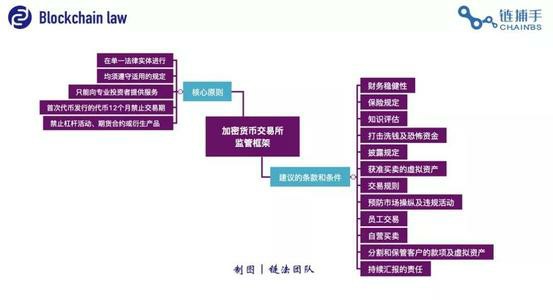 Blockchain law
链捕手
CHAINBS
在单一法律实体进行
均须遵守适用的规定
只能向专业投资者提供服务
首次代币发行的代币12个月禁止交易期
禁止杠杆活动、期货合约或衍生产品
核心原则
加密货币交易所
监管框架
建议的条款和条件
财务稳健性
保险规定
知识评估
打击洗钱及恐怖资金
披露规定
获准买卖的虚拟资产
交易规则
预防市场操纵及违规活动
员工交易
自营买卖
分割和保管客户的款项及虚拟资产
持续汇报的责任
制图｜链法团队